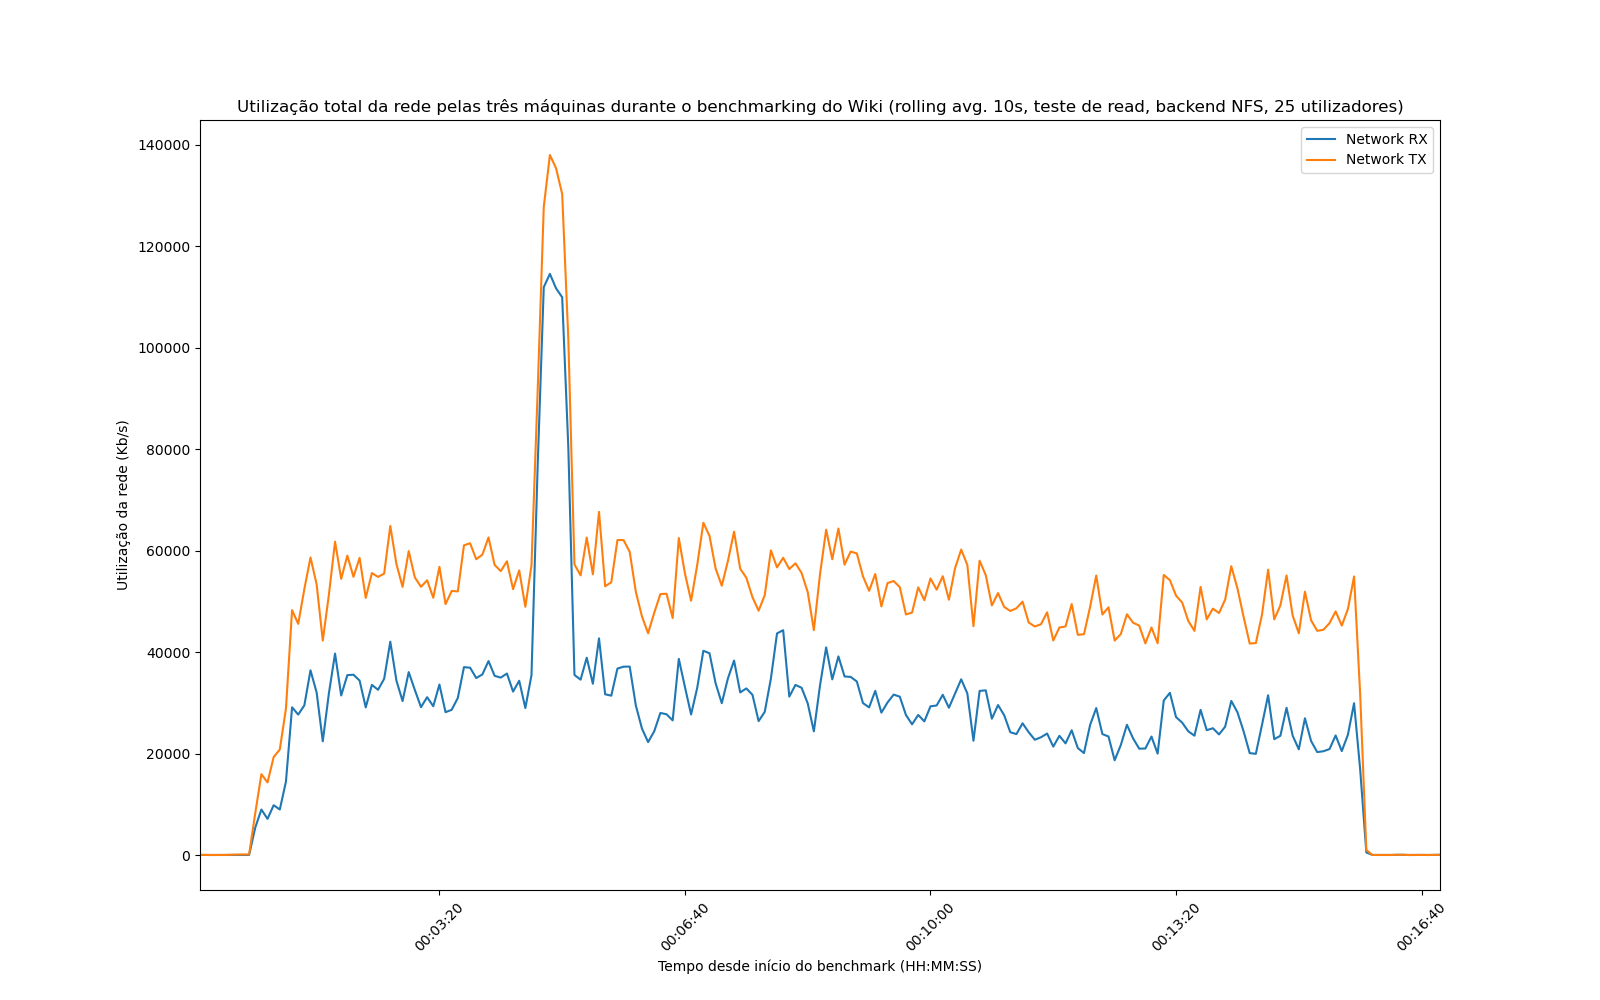 Utilização total da rede pelas três máquinas durante o benchmarking do Wiki (rolling avg. 10s, teste de read, backend NFS, 25 utilizadores)
Network RX
Network TX
140000
120000
100000
80000
60000
40000
20000
0
Utilização da rede (Kb/s)
00:03:20
00:06:40
00:10:00
00:13:20
00:16:40
Tempo desde início do benchmark (HH:MM:SS)